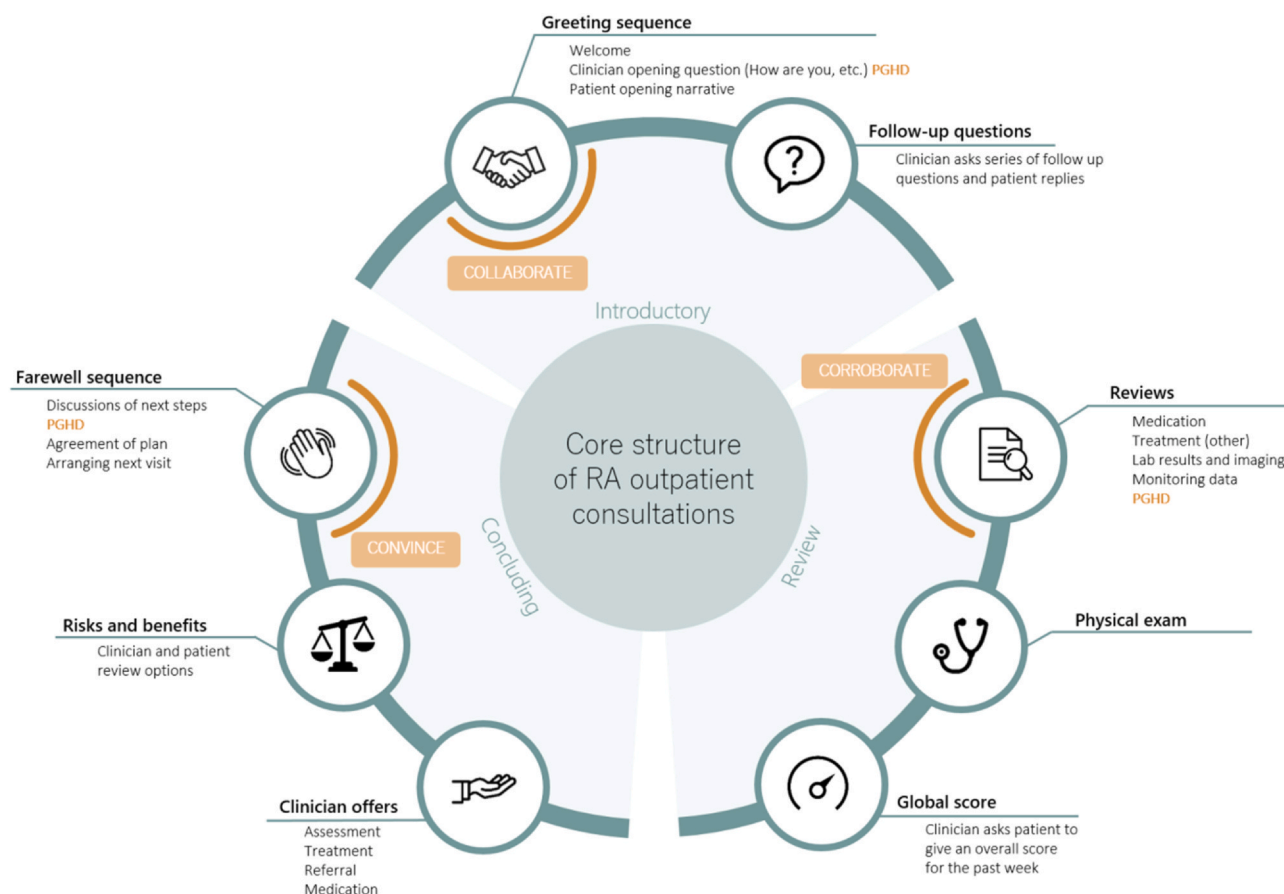 Greeting sequence
Welcome
Clinician opening question (How are you, etc.) PGHD
Patient opening narrative
Follow-up questions
Clinician asks series of follow up
questions and patient replies
?
COLLABORATE
Introductory
CORROBORATE
Reviews
Medication
Treatment (other)
Lab results and imaging
Monitoring data
PGHD
Physical exam
Global score
Clinician asks patient to
give an overall score
for the past week
Review
Core structure
of RA outpatient
consultations
Clinician offers
Assessment
Treatment
Referral
Medication
Risks and benefits
Clinician and patient
review options
Farewell sequence
Discussions of next steps
PGHD
Agreement of plan
Arranging next visit
CONVINCE
Concluding